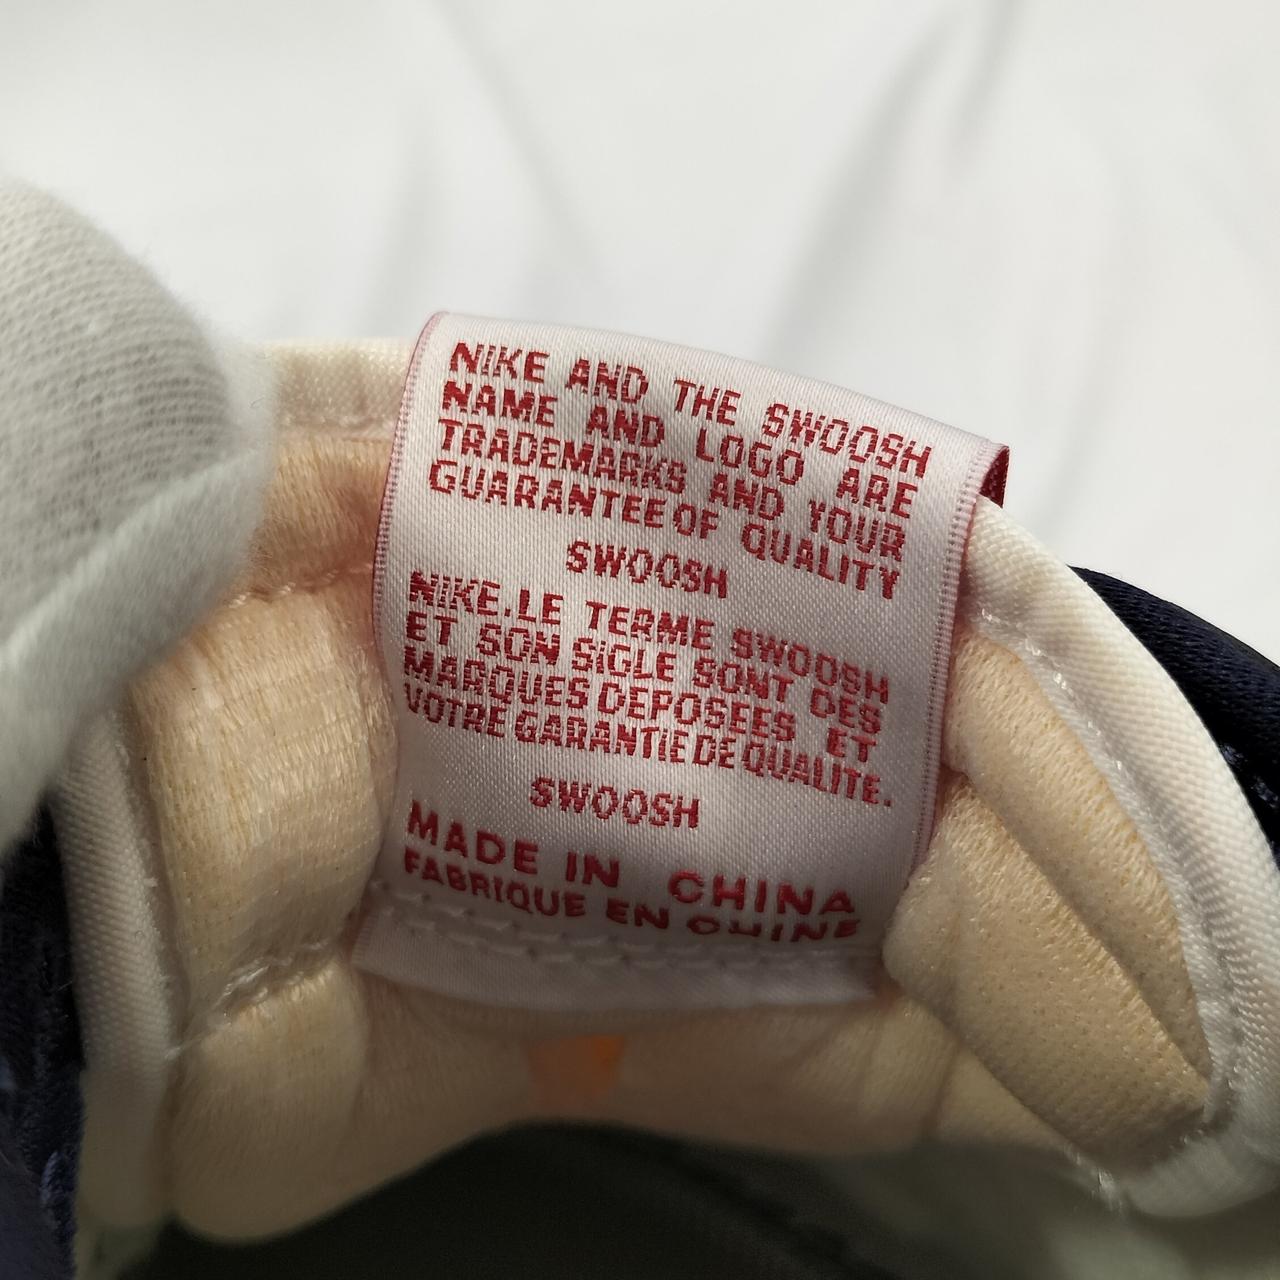 NIKE AND THE SWOOSH
NAME AND LOGO ARE
TRADEMARKS AND YOUR
GUARANTEE OF QUALITY
SWOOSH
NIKE.LE TERME SWOOSH
ET SON SIGLE SONT DES
MARQUES DEPOSEES ET
VOTRE GARANTIE DE QUALITE.
SWOOSH
MADE IN CHINA
FABRIQUE EN CHINE